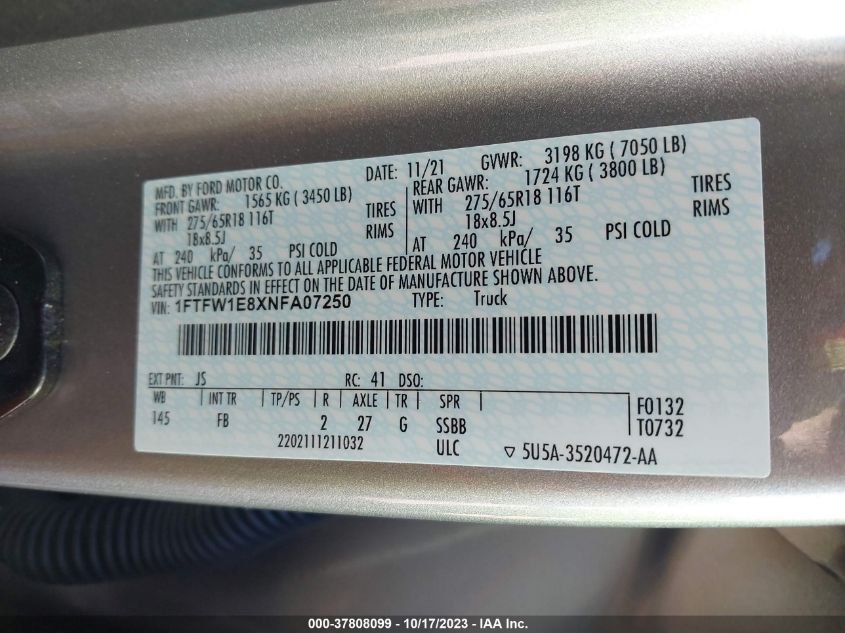 MFD. BY FORD MOTOR CO. DATE: 11/21 GVWR: 3198 KG ( 7050 LB)
FRONT GAWR: 1565 KG ( 3450 LB) REAR GAWR: 1724 KG ( 3800 LB)
WITH 275/65R18 116T TIRES WITH 275/65R18 116T TIRES
18x8.5J RIMS 18x8.5J RIMS
AT 240 kPa/ 35 PSI COLD AT 240 kPa/ 35 PSI COLD
THIS VEHICLE CONFORMS TO ALL APPLICABLE FEDERAL MOTOR VEHICLE
SAFETY STANDARDS IN EFFECT ON THE DATE OF MANUFACTURE SHOWN ABOVE.
VIN: 1FTFW1E8XNFA07250 TYPE: Truck
EXT PNT: JS RC: 41 DSO:
WB INT TR TP/PS R AXLE TR SPR F0132
145 FB 2 27 G SSBB T0732
2202111211032 ULC 5U5A-3520472-AA
000-37808099 - 10/17/2023 - © IAA Inc.